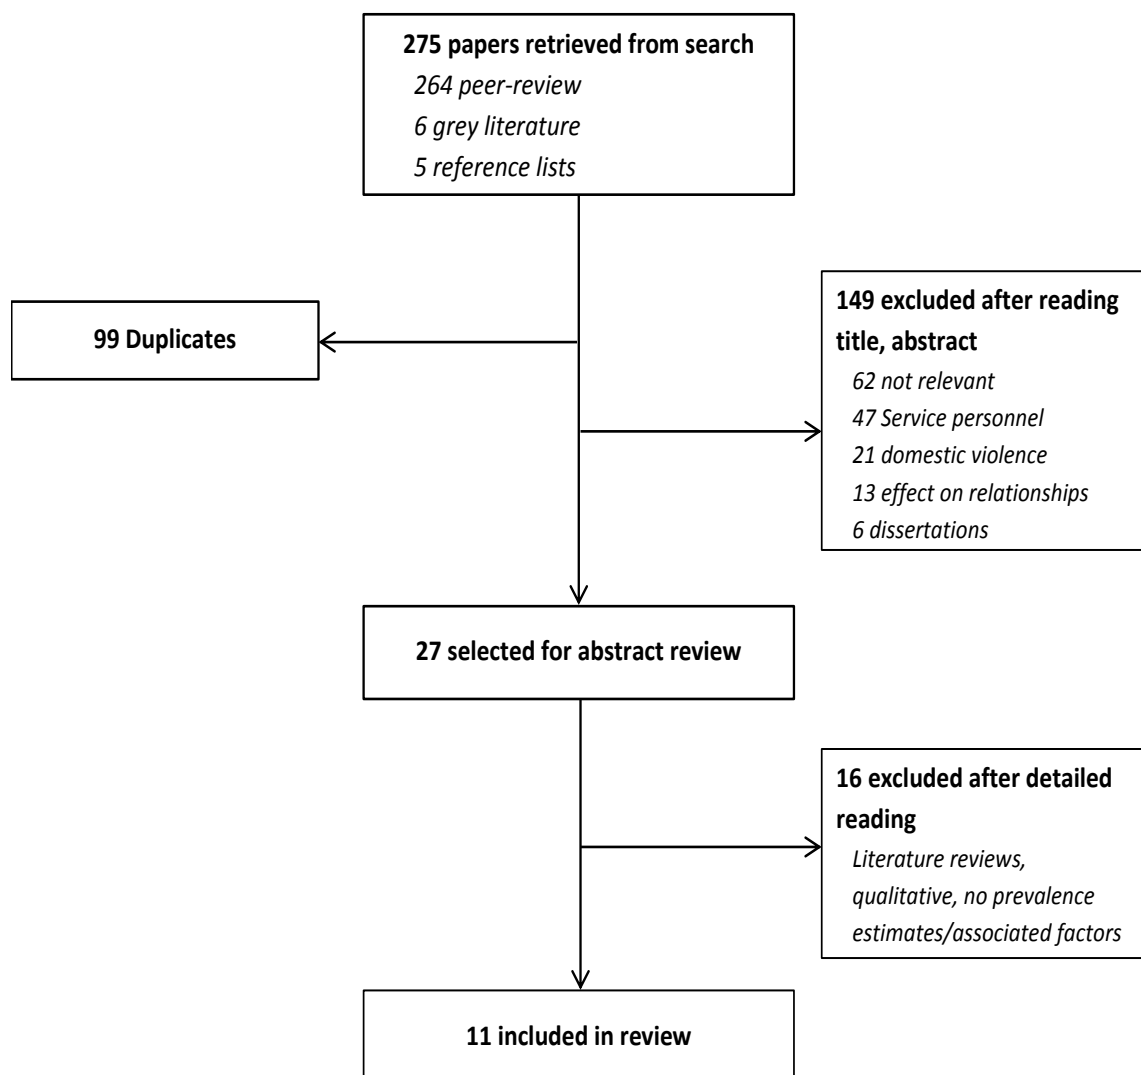 275 papers retrieved from search
264 peer-review
6 grey literature
5 reference lists
99 Duplicates
149 excluded after reading
title, abstract
62 not relevant
47 Service personnel
21 domestic violence
13 effect on relationships
6 dissertations
27 selected for abstract review
16 excluded after detailed
reading
Literature reviews,
qualitative, no prevalence
estimates/associated factors
11 included in review